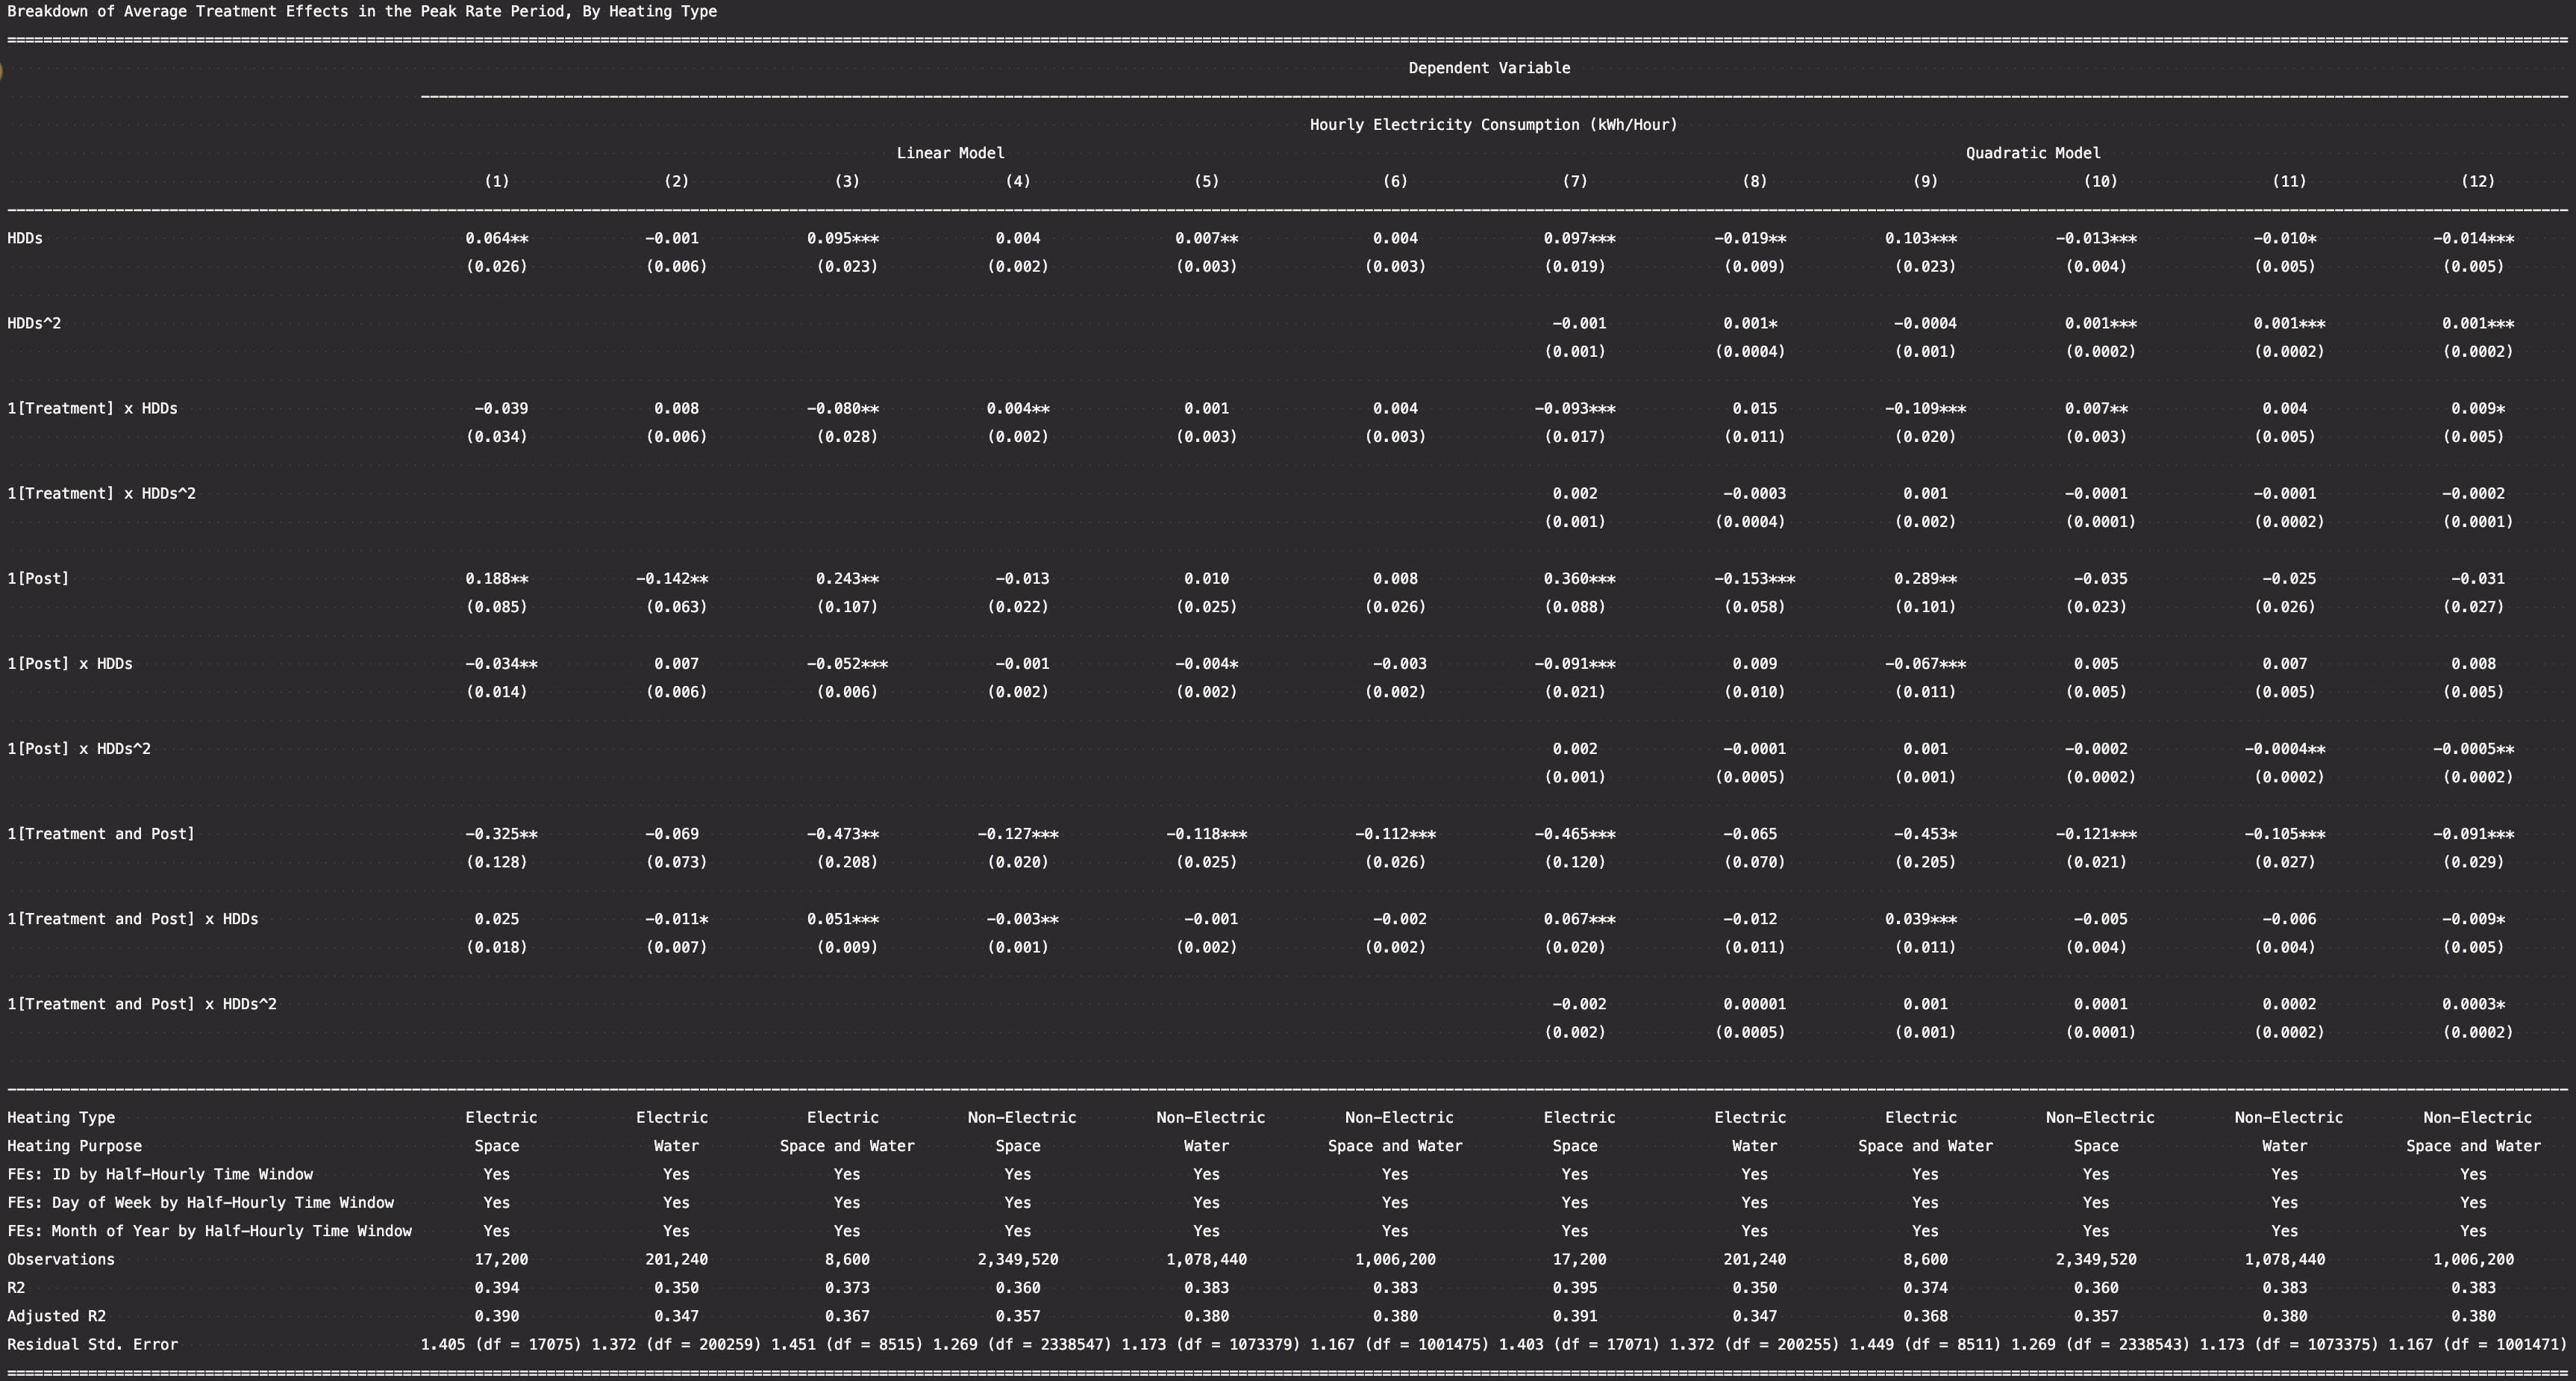 Breakdown of Average Treatment Effects in the Peak Rate Period, By Heating Type
Dependent Variable
Hourly Electricity Consumption (kWh/Hour)
Linear Model Quadratic Model
(1) (2) (3) (4) (5) (6) (7) (8) (9) (10) (11) (12)
HDDs 0.064** -0.001 0.095*** 0.004 0.007** 0.004 0.097*** -0.019** 0.103*** -0.013*** -0.010* -0.014***
(0.026) (0.006) (0.023) (0.002) (0.003) (0.003) (0.019) (0.009) (0.023) (0.004) (0.005) (0.005)
HDDs^2 -0.001 0.001* -0.0004 0.001*** 0.001*** 0.001***
(0.001) (0.0004) (0.001) (0.0002) (0.0002) (0.0002)
1[Treatment] x HDDs -0.039 0.008 -0.080** 0.004** 0.001 0.004 -0.093*** 0.015 -0.109*** 0.007** 0.004 0.009*
(0.034) (0.006) (0.028) (0.002) (0.003) (0.003) (0.017) (0.011) (0.020) (0.003) (0.005) (0.005)
1[Treatment] x HDDs^2 0.002 -0.0003 0.001 -0.0001 -0.0001 -0.0002
(0.001) (0.0004) (0.002) (0.0001) (0.0002) (0.0001)
1[Post] 0.188** -0.142** 0.243** -0.013 0.010 0.008 0.360*** -0.153*** 0.289** -0.035 -0.025 -0.031
(0.085) (0.063) (0.107) (0.022) (0.025) (0.026) (0.088) (0.058) (0.101) (0.023) (0.026) (0.027)
1[Post] x HDDs -0.034** 0.007 -0.052*** -0.001 -0.004* -0.003 -0.091*** 0.009 -0.067*** 0.005 0.007 0.008
(0.014) (0.006) (0.006) (0.002) (0.002) (0.002) (0.021) (0.010) (0.011) (0.005) (0.005) (0.005)
1[Post] x HDDs^2 0.002 -0.0001 0.001 -0.0002 -0.0004** -0.0005**
(0.001) (0.0005) (0.001) (0.0002) (0.0002) (0.0002)
1[Treatment and Post] -0.325** -0.069 -0.473** -0.127*** -0.118*** -0.112*** -0.465*** -0.065 -0.453* -0.121*** -0.105*** -0.091***
(0.128) (0.073) (0.208) (0.020) (0.025) (0.026) (0.120) (0.070) (0.205) (0.021) (0.027) (0.029)
1[Treatment and Post] x HDDs 0.025 -0.011* 0.051*** -0.003** -0.001 -0.002 0.067*** -0.012 0.039*** -0.005 -0.006 -0.009*
(0.018) (0.007) (0.009) (0.001) (0.002) (0.002) (0.020) (0.011) (0.011) (0.004) (0.004) (0.005)
1[Treatment and Post] x HDDs^2 -0.002 0.00001 0.001 0.0001 0.0002 0.0003*
(0.002) (0.0005) (0.001) (0.0001) (0.0002) (0.0002)
Heating Type Electric Electric Electric Non-Electric Non-Electric Non-Electric Electric Electric Electric Non-Electric Non-Electric Non-Electric
Heating Purpose Space Water Space and Water Space Water Space and Water Space Water Space and Water Space Water Space and Water
FEs: ID by Half-Hourly Time Window Yes Yes Yes Yes Yes Yes Yes Yes Yes Yes Yes Yes
FEs: Day of Week by Half-Hourly Time Window Yes Yes Yes Yes Yes Yes Yes Yes Yes Yes Yes Yes
FEs: Month of Year by Half-Hourly Time Window Yes Yes Yes Yes Yes Yes Yes Yes Yes Yes Yes Yes
Observations 17,200 201,240 8,600 2,349,520 1,078,440 1,006,200 17,200 201,240 8,600 2,349,520 1,078,440 1,006,200
R2 0.394 0.350 0.373 0.360 0.383 0.383 0.395 0.350 0.374 0.360 0.383 0.383
Adjusted R2 0.390 0.347 0.367 0.357 0.380 0.380 0.391 0.347 0.368 0.357 0.380 0.380
Residual Std. Error 1.405 (df = 17075) 1.372 (df = 200259) 1.451 (df = 8515) 1.269 (df = 2338547) 1.173 (df = 1073379) 1.167 (df = 1001475) 1.403 (df = 17071) 1.372 (df = 200255) 1.449 (df = 8511) 1.269 (df = 2338543) 1.173 (df = 1073375) 1.167 (df = 1001471)